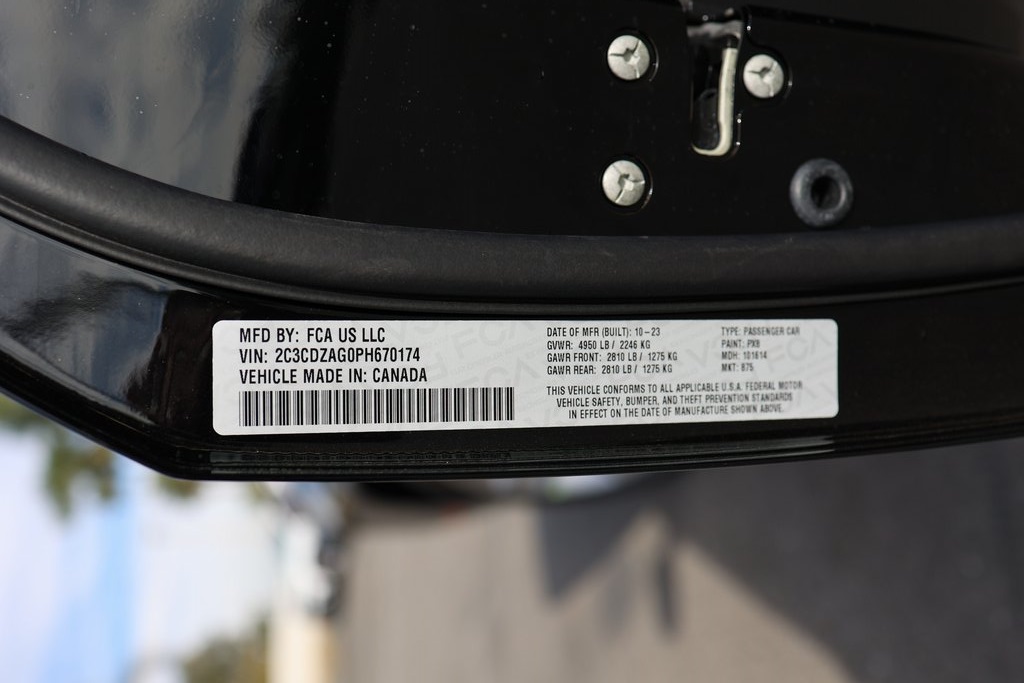 MFD BY: FCA US LLC
VIN: 2C3CDZAG0PH670174
VEHICLE MADE IN: CANADA
DATE OF MFR (BUILT): 10-23
GVWR: 4950 LB / 2246 KG
GAWR FRONT: 2810 LB / 1275 KG
GAWR REAR: 2810 LB / 1275 KG
TYPE: PASSENGER CAR
PAINT: PX8
MDH: 101614
MKT: 875
THIS VEHICLE CONFORMS TO ALL APPLICABLE U.S.A. FEDERAL MOTOR
VEHICLE SAFETY, BUMPER, AND THEFT PREVENTION STANDARDS
IN EFFECT ON THE DATE OF MANUFACTURE SHOWN ABOVE.